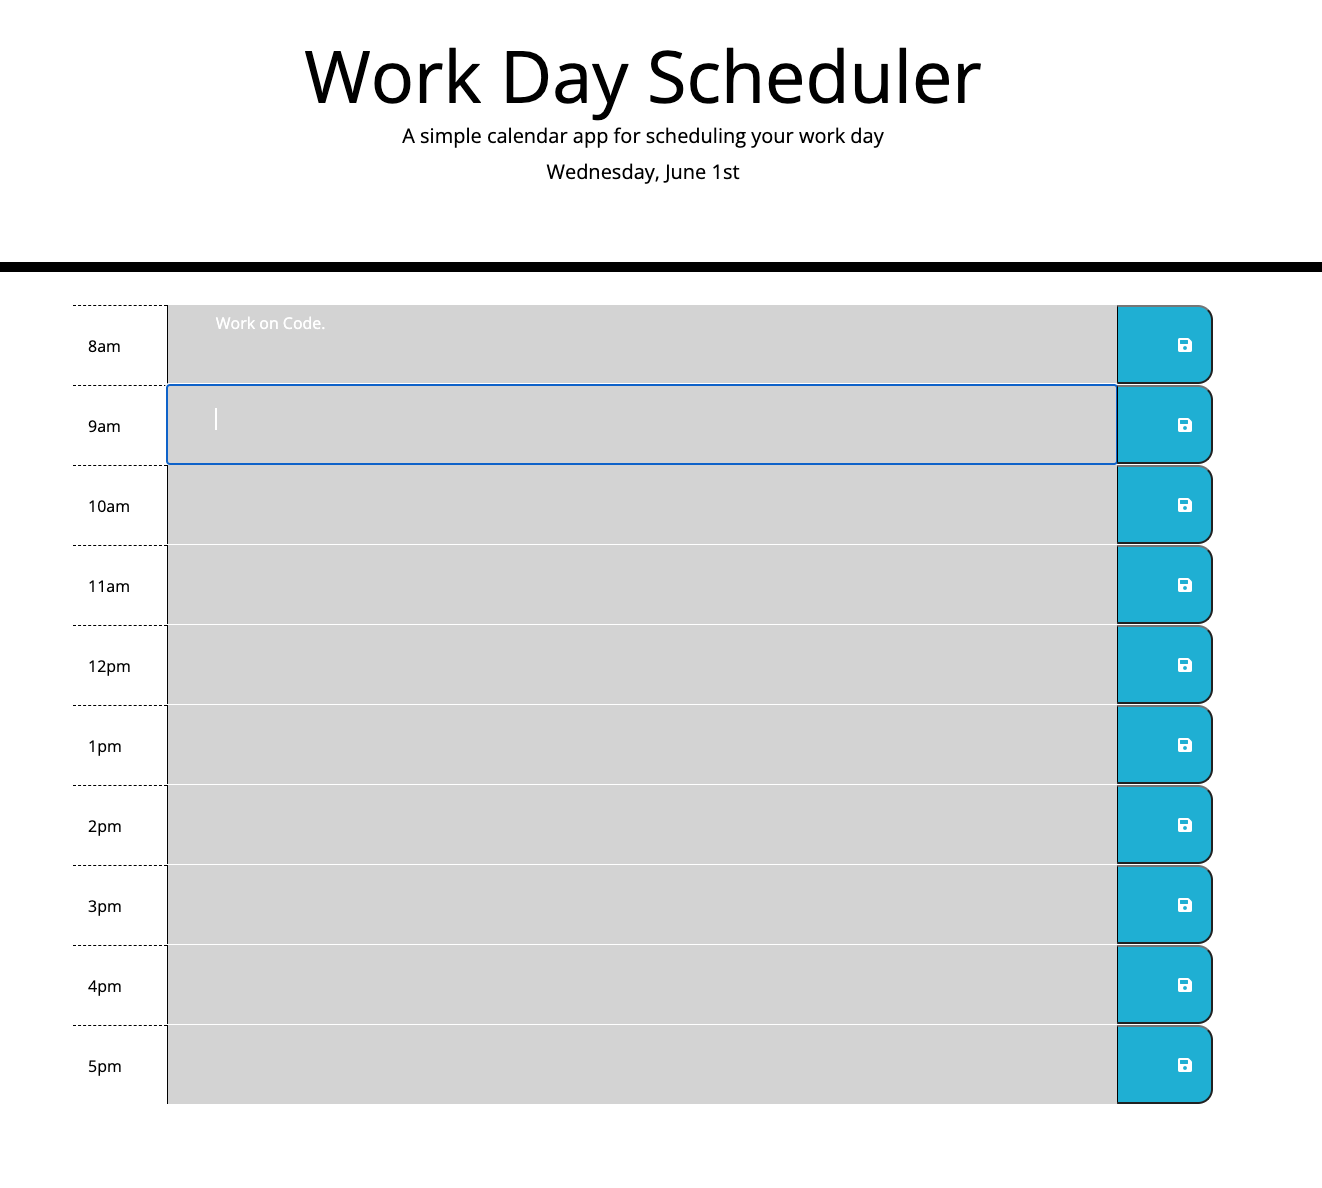 Work Day Scheduler
A simple calendar app for scheduling your work day
Wednesday, June 1st
8am
Work on Code.
9am
10am
11am
12pm
1pm
2pm
3pm
4pm
5pm